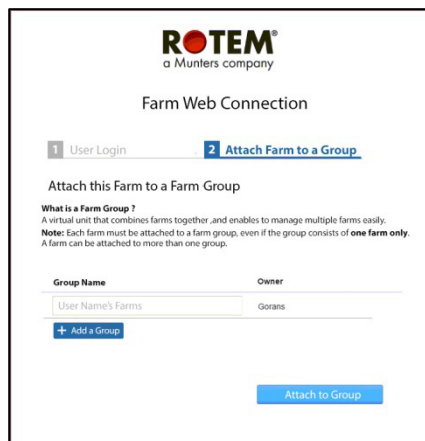 ROTEM®
a Munters company
Farm Web Connection
1 User Login
2 Attach Farm to a Group
Attach this Farm to a Farm Group
What is a Farm Group ?
A virtual unit that combines farms together ,and enables to manage multiple farms easily.
Note: Each farm must be attached to a farm group, even if the group consists of one farm only.
A farm can be attached to more than one group.
Group Name Owner
User Name's Farms Gorans
+ Add a Group
Attach to Group